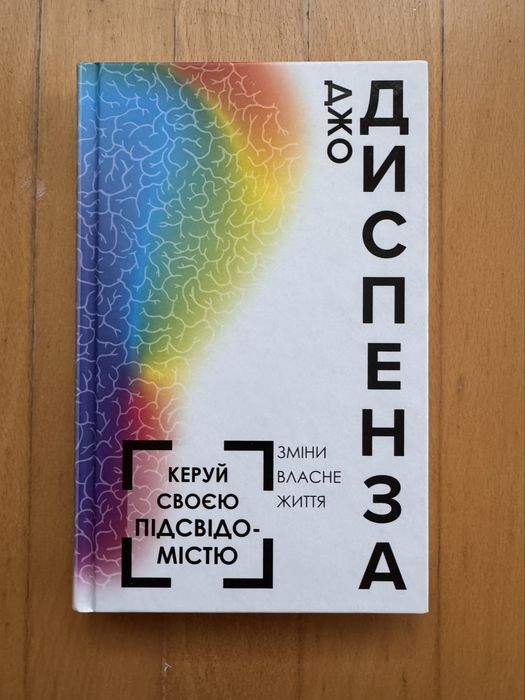 ДЖО
ДИСПЕНЗА
КЕРУЙ
СВОЄЮ
ПІДСВІДО-
МІСТЮ
ЗМІНИ
ВЛАСНЕ
ЖИТТЯ